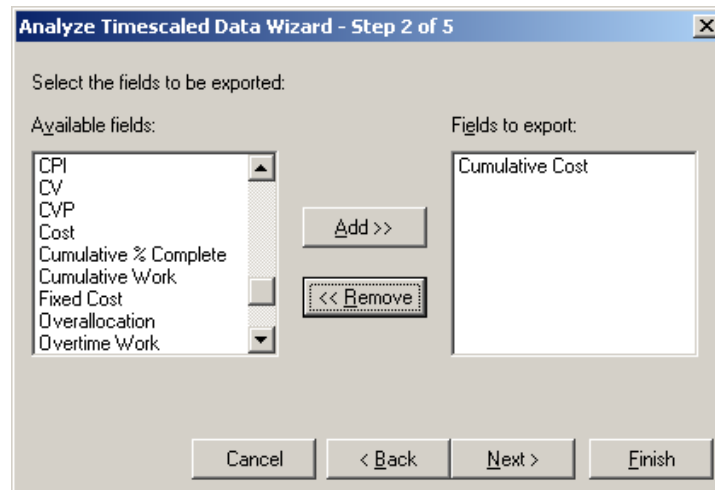 Analyze Timescaled Data Wizard - Step 2 of 5
Select the fields to be exported:
Available fields:
CPI
CV
CVP
Cost
Cumulative % Complete
Cumulative Work
Fixed Cost
Overallocation
Overtime Work
Add >>
<< Remove
Fields to export:
Cumulative Cost
Cancel
< Back
Next >
Finish